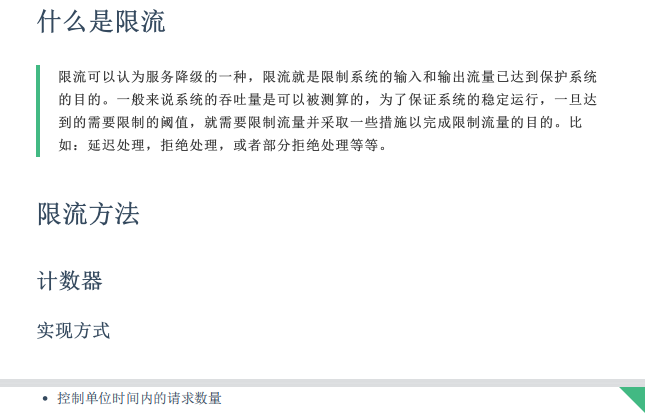 什么是限流
限流可以认为服务降级的一种，限流就是限制系统的输入和输出流量已达到保护系统
的目的。一般来说系统的吞吐量是可以被测算的，为了保证系统的稳定运行，一旦达
到的需要限制的阈值，就需要限制流量并采取一些措施以完成限制流量的目的。比
如：延迟处理，拒绝处理，或者部分拒绝处理等等。
限流方法
计数器
实现方式
• 控制单位时间内的请求数量